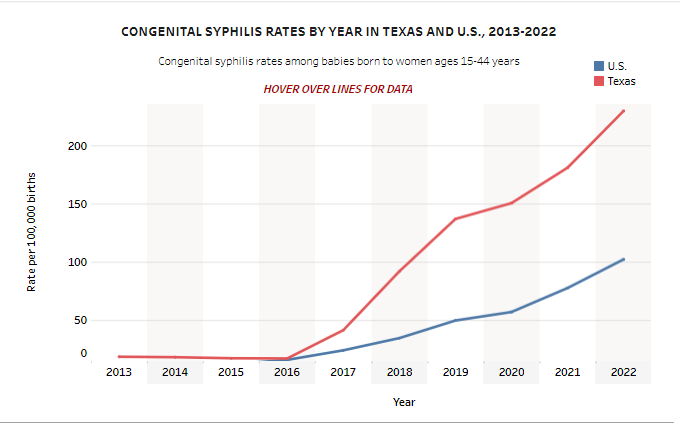 CONGENITAL SYPHILIS RATES BY YEAR IN TEXAS AND U.S., 2013-2022
Congenital syphilis rates among babies born to women ages 15-44 years
HOVER OVER LINES FOR DATA
U.S.
Texas
Rate per 100,000 births
200
150
100
50
0
2013 2014 2015 2016 2017 2018 2019 2020 2021 2022
Year